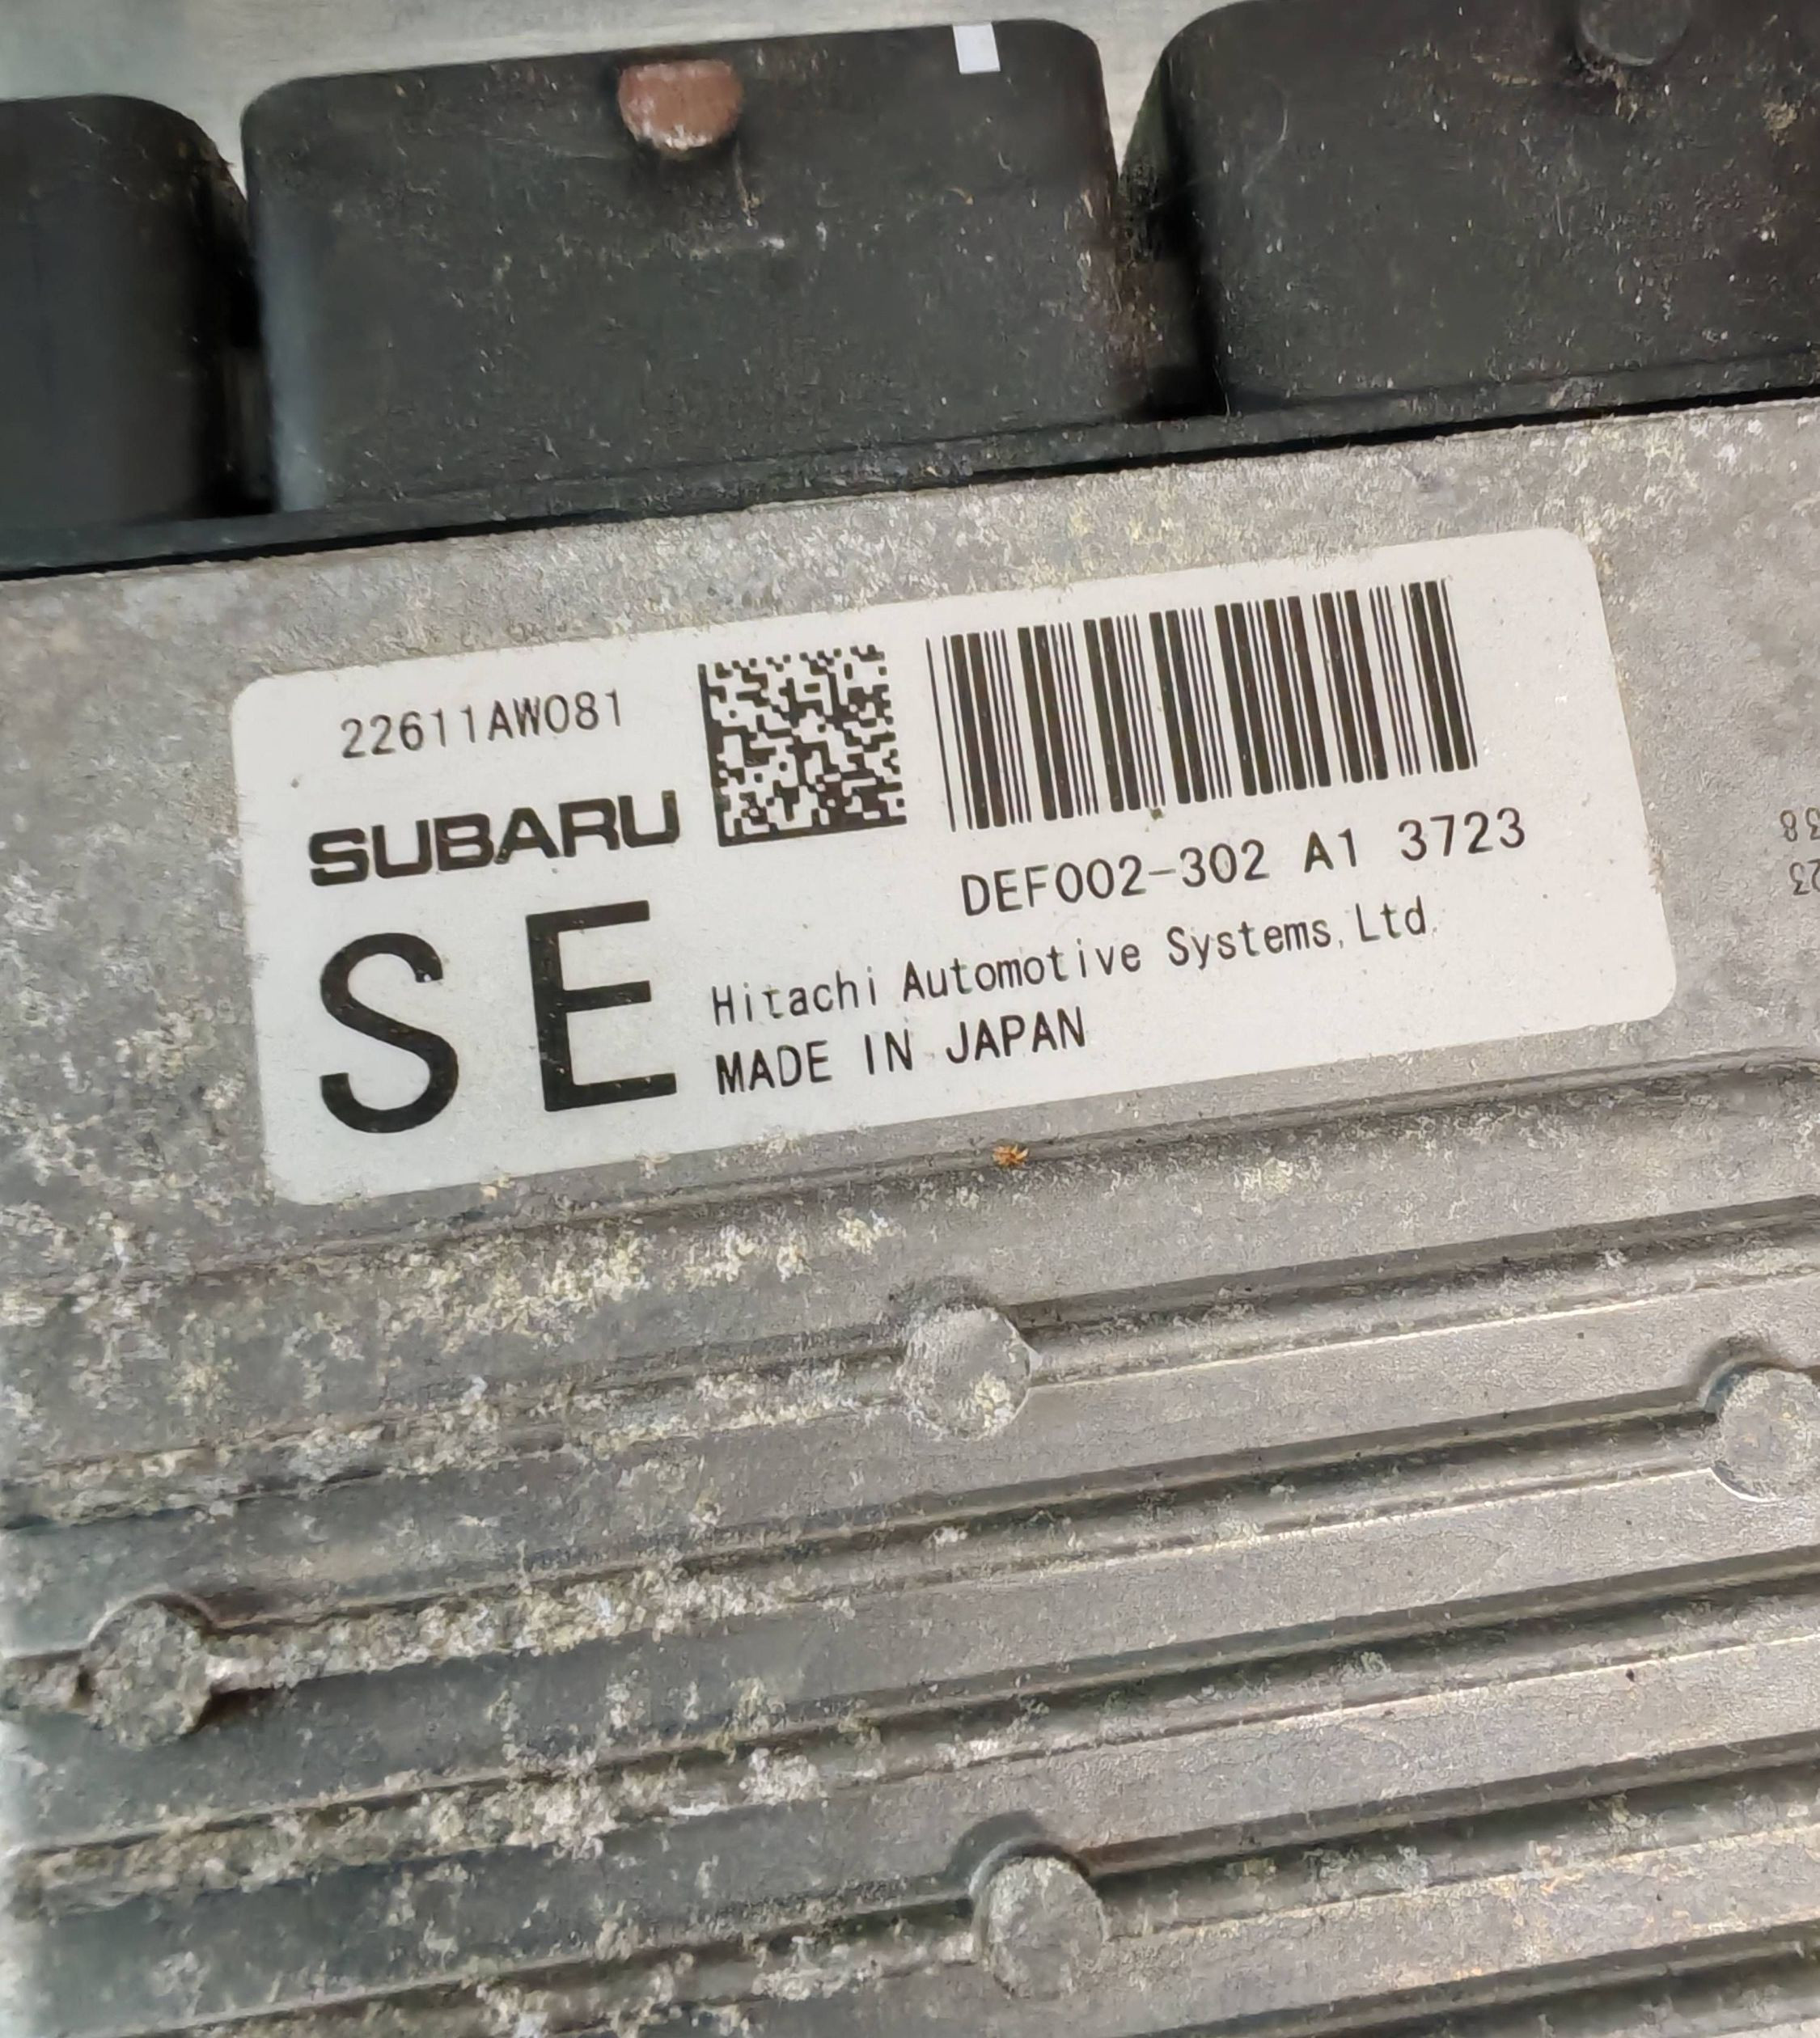 22611AW081
SUBARU
SE
DEF002-302 A1 3723
Hitachi Automotive Systems, Ltd.
MADE IN JAPAN